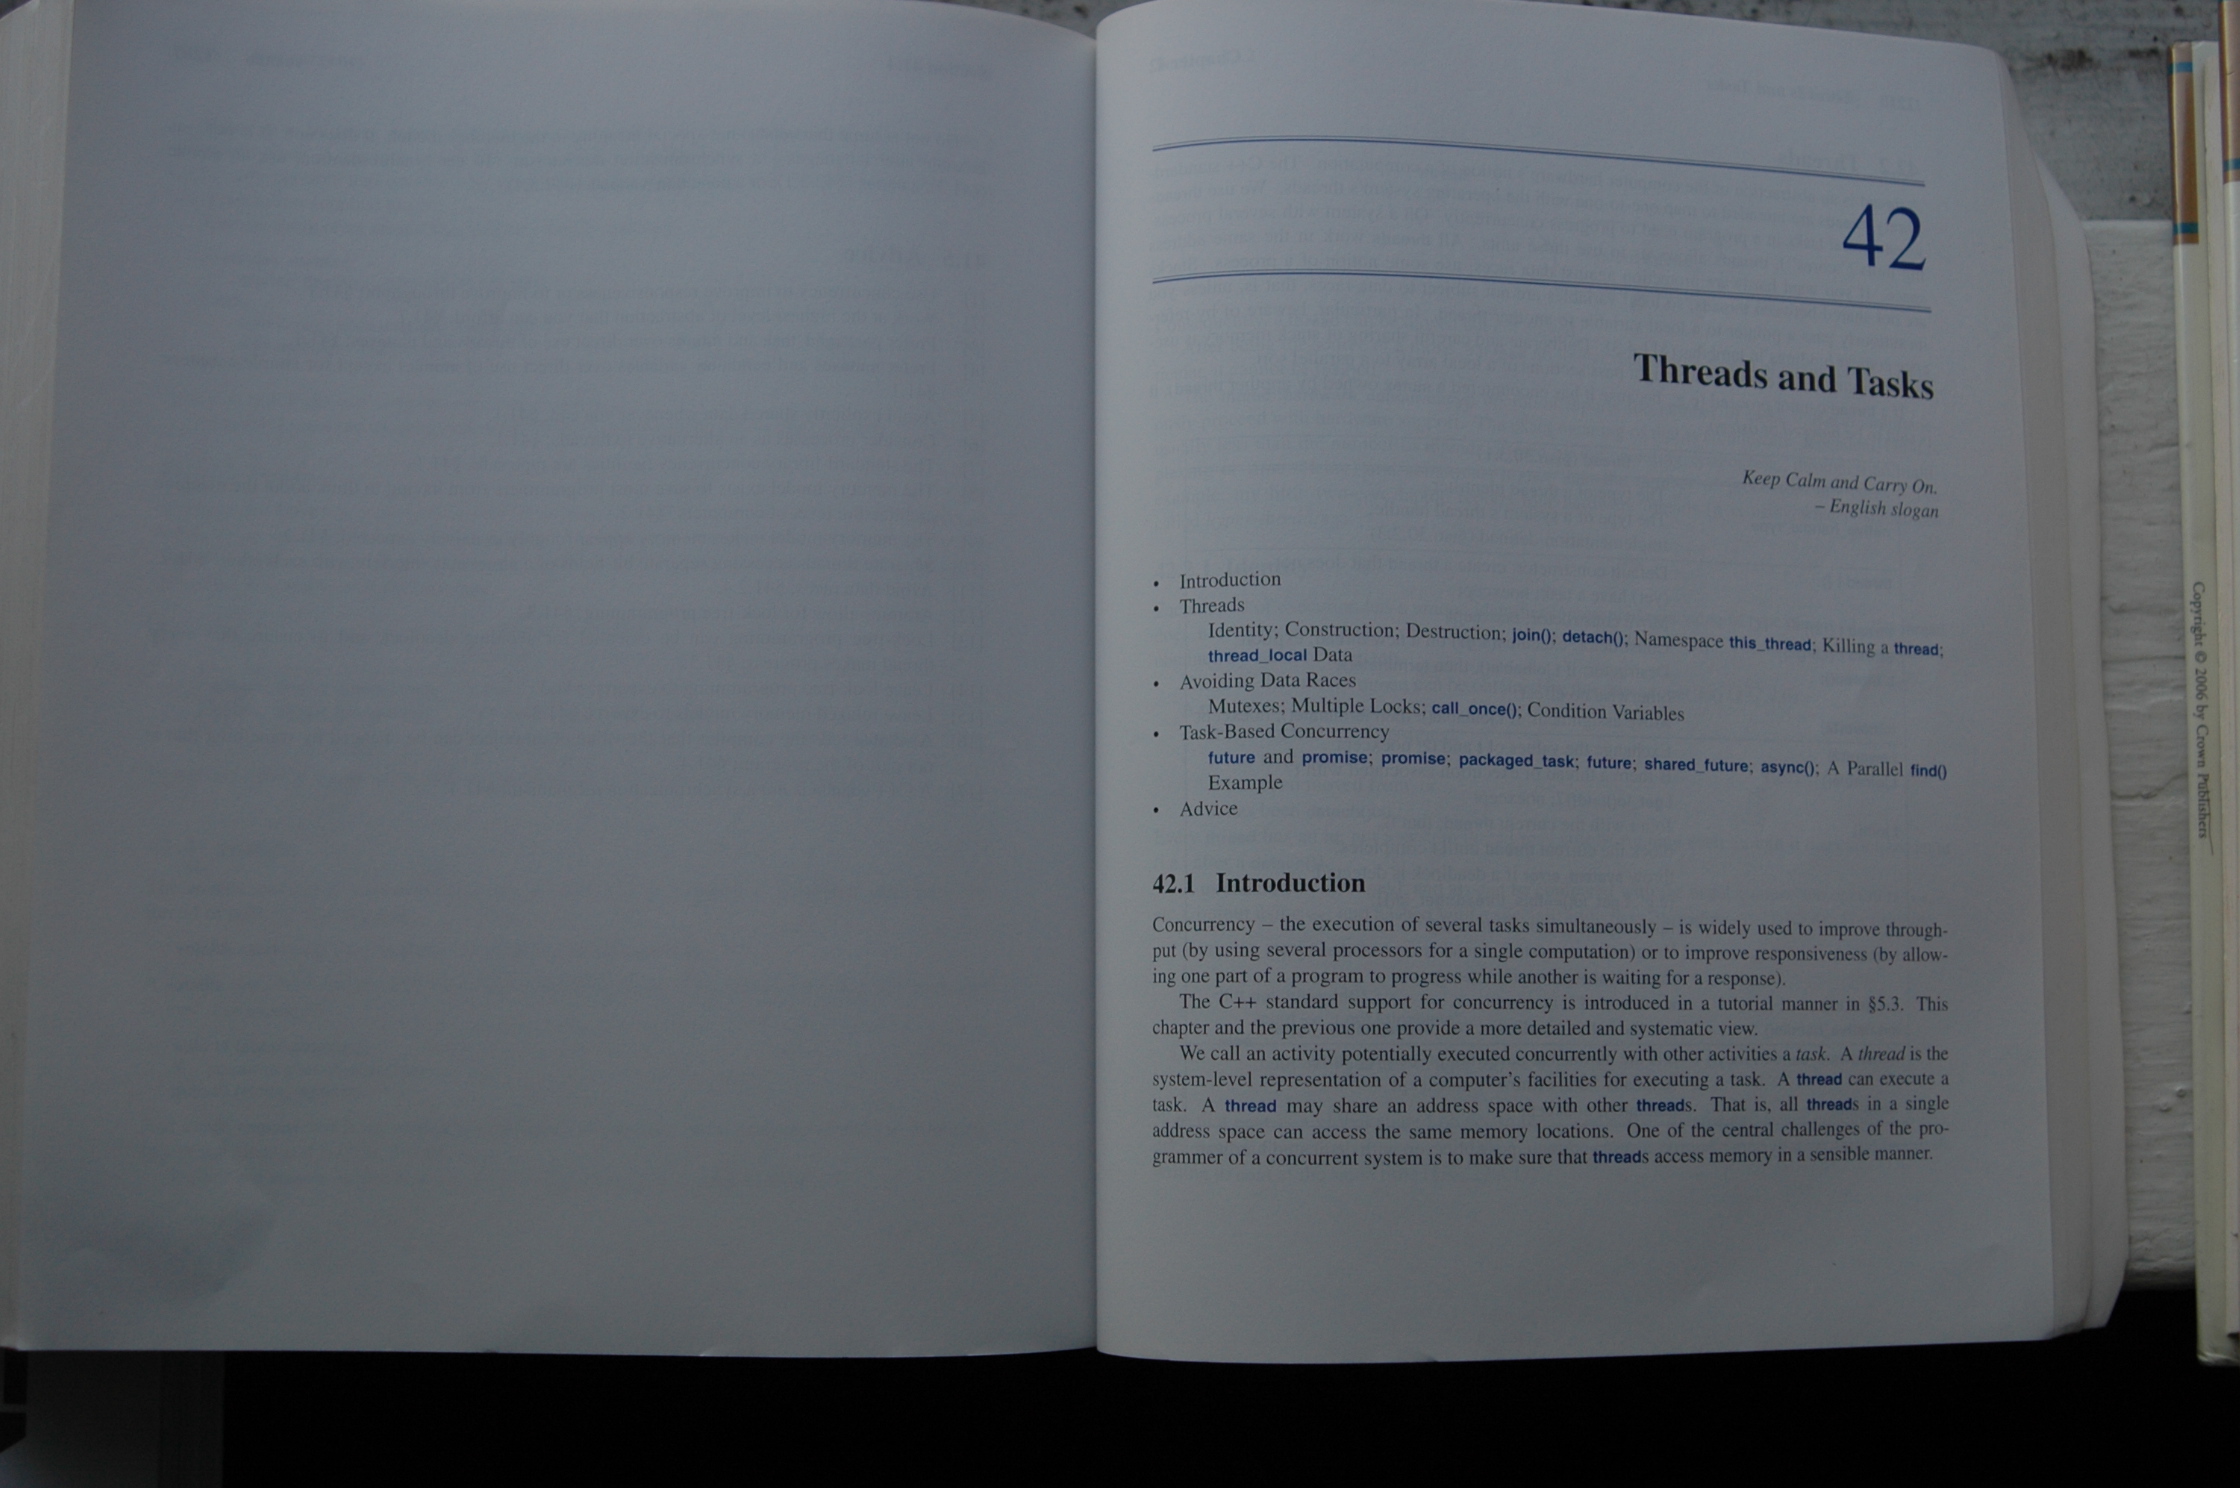 42
Threads and Tasks
Keep Calm and Carry On.
– English slogan
• Introduction
• Threads
Identity; Construction; Destruction; join(); detach(); Namespace this_thread; Killing a thread;
thread_local Data
• Avoiding Data Races
Mutexes; Multiple Locks; call_once(); Condition Variables
• Task-Based Concurrency
future and promise; promise; packaged_task; future; shared_future; async(); A Parallel find()
Example
• Advice
42.1 Introduction
Concurrency – the execution of several tasks simultaneously – is widely used to improve through-
put (by using several processors for a single computation) or to improve responsiveness (by allow-
ing one part of a program to progress while another is waiting for a response).
The C++ standard support for concurrency is introduced in a tutorial manner in §5.3. This
chapter and the previous one provide a more detailed and systematic view.
We call an activity potentially executed concurrently with other activities a task. A thread is the
system-level representation of a computer's facilities for executing a task. A thread can execute a
task. A thread may share an address space with other threads. That is, all threads in a single
address space can access the same memory locations. One of the central challenges of the pro-
grammer of a concurrent system is to make sure that threads access memory in a sensible manner.
Copyright © 2006 by Crown Publishers